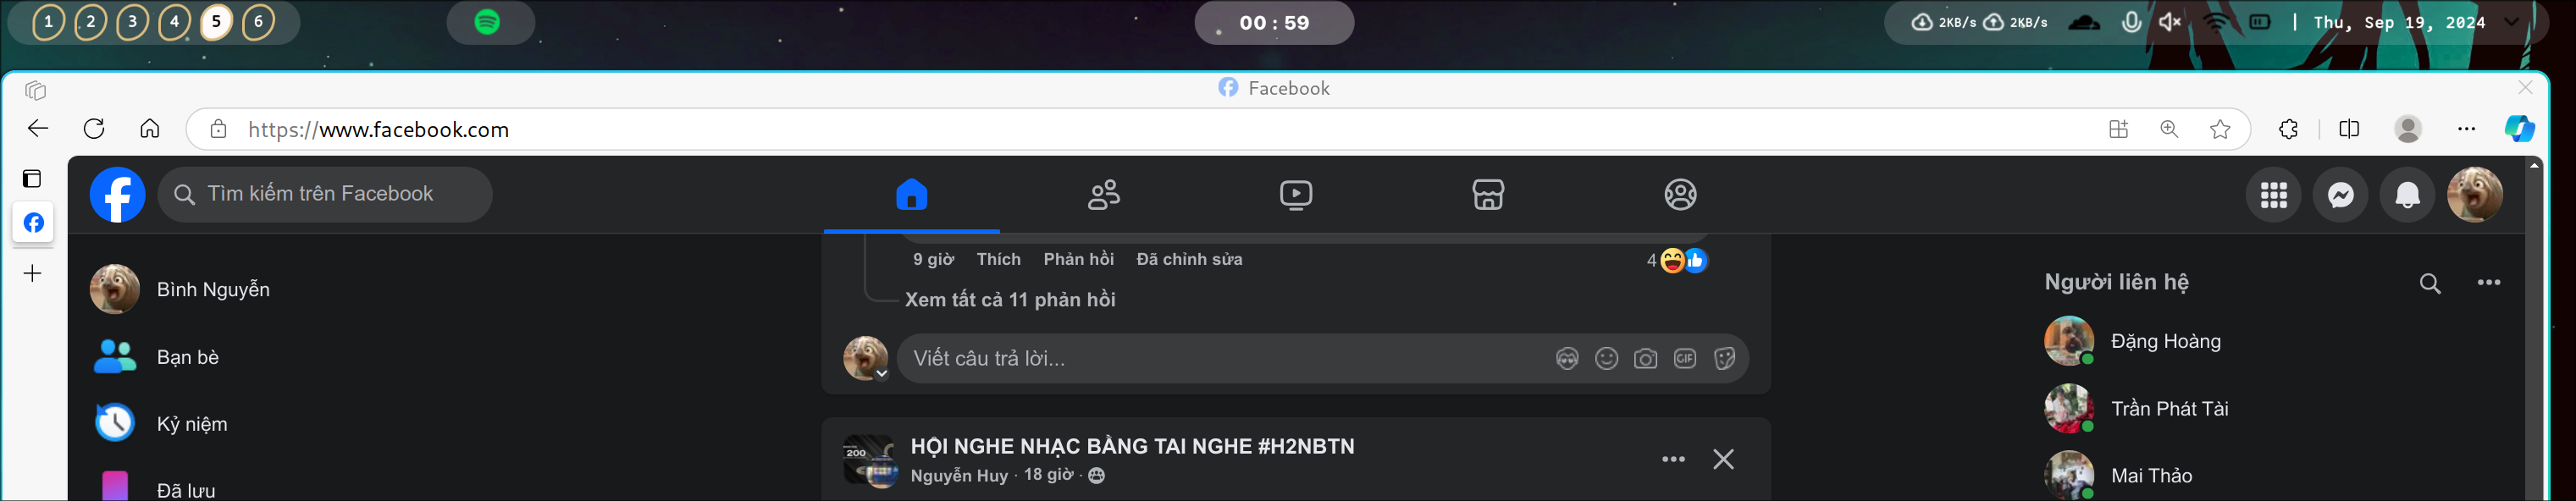 1 2 3 4 5 6
00 : 59
2KB/s 2KB/s | Thu, Sep 19, 2024
Facebook
https://www.facebook.com
Tìm kiếm trên Facebook
Bình Nguyễn
Bạn bè
Kỷ niệm
Đã lưu
9 giờ Thích Phản hồi Đã chỉnh sửa 4
Xem tất cả 11 phản hồi
Viết câu trả lời...
GIF
200
HỘI NGHE NHẠC BẰNG TAI NGHE #H2NBTN
Nguyễn Huy · 18 giờ ·
Người liên hệ
Đặng Hoàng
Trần Phát Tài
Mai Thảo